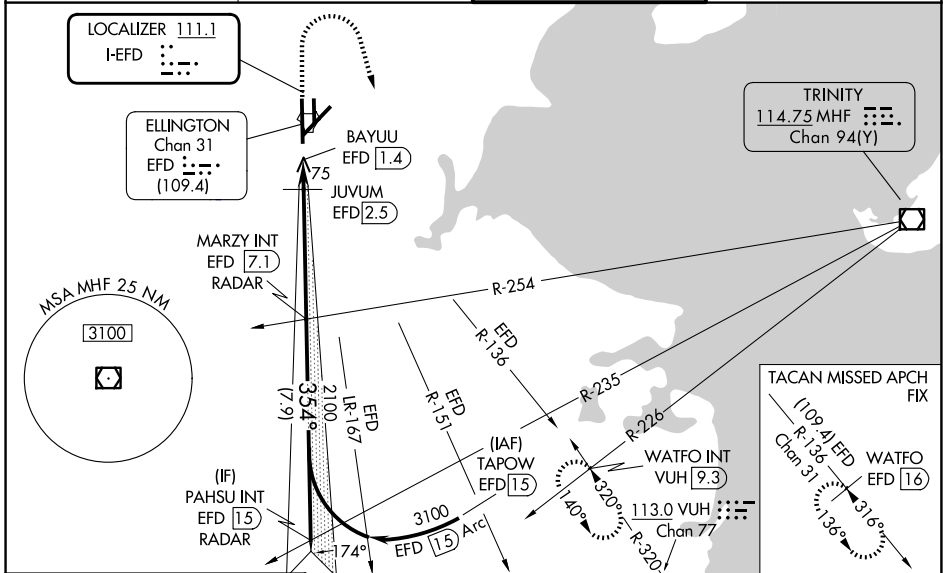 LOCALIZER 111.1
I-EFD
ELLINGTON
Chan 31
EFD
(109.4)
BAYUU
EFD 1.4
75
JUVUM
EFD 2.5
TRINITY
114.75 MHF
Chan 94(Y)
MARZY INT
EFD 7.1
RADAR
MSA MHF 25 NM
3100
R-254
EFD
R-136
R-235
R-226
EFD
R-151
EFD
LR-167
2100
354°
(7.9)
(IAF)
TAPOW
EFD 15
3100
EFD 15 Arc
(IF)
PAHSU INT
EFD 15
RADAR
174°
WATFO INT
VUH 9.3
113.0 VUH
Chan 77
320°
140°
R-320
TACAN MISSED APCH
FIX
(109.4) EFD
R-136
Chan 31
WATFO
EFD 16
316°
136°